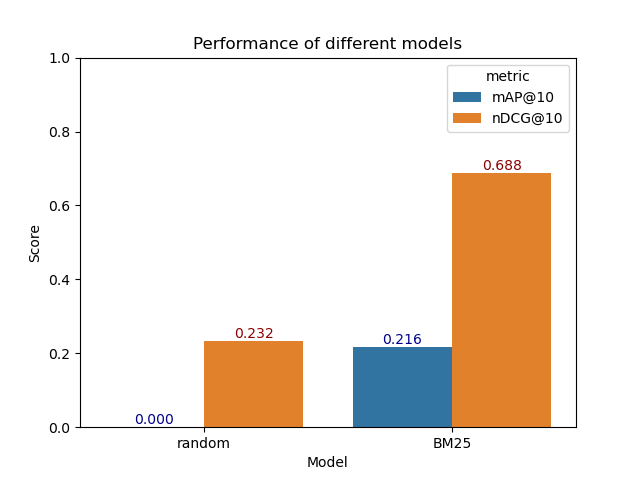 Performance of different models
1.0
0.8
0.6
0.4
0.2
0.0
Score
metric
mAP@10
nDCG@10
0.000
0.232
0.216
0.688
random
BM25
Model